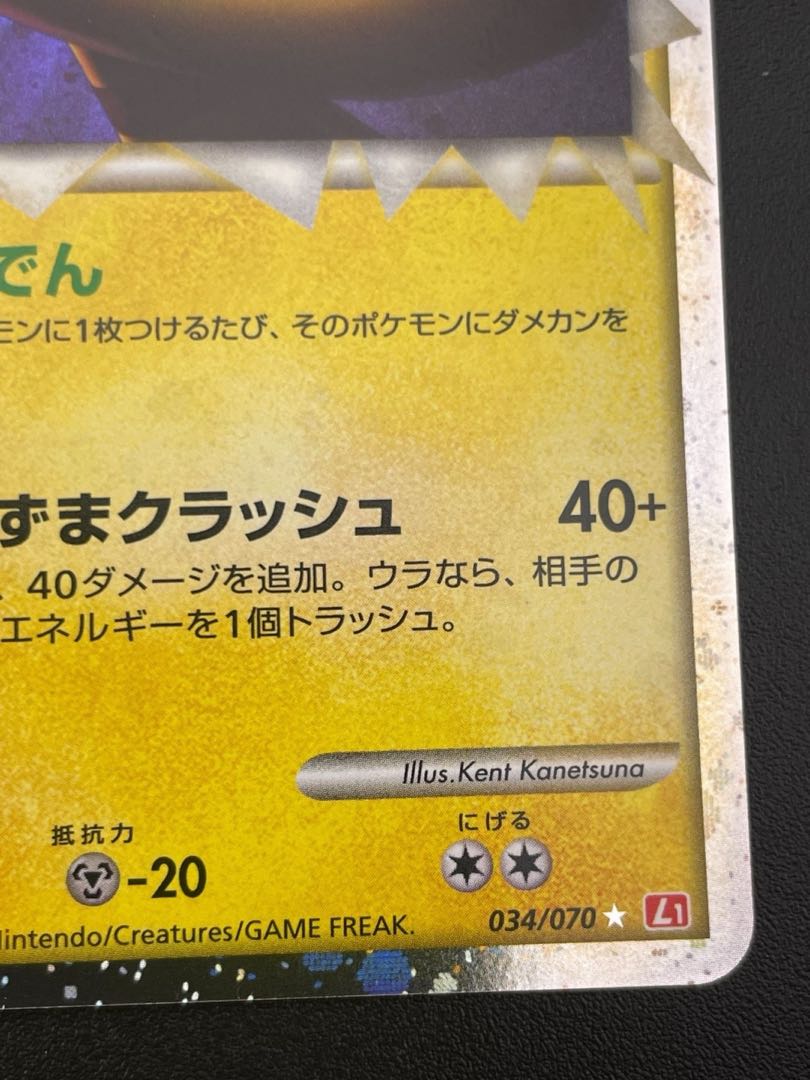 でん
モンに1枚つけるたび、そのポケモンにダメカンを
ずまクラッシュ 40+
、40ダメージを追加。ウラなら、相手の
エネルギーを1個トラッシュ。
Illus.Kent Kanetsuna
抵抗力 にげる
-20
intendo/Creatures/GAME FREAK. 034/070 ★ L1